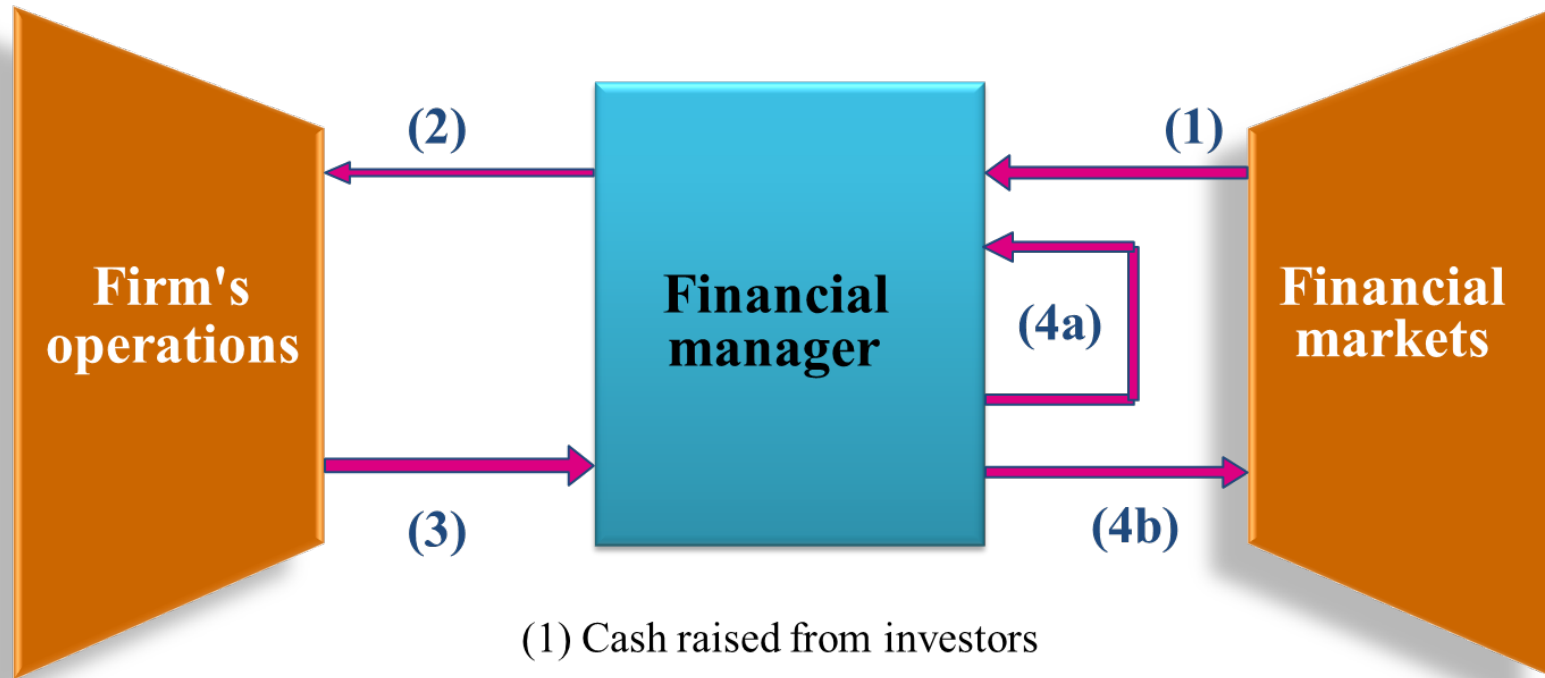 (2)
(1)
Firm's
operations
Financial
manager
(4a)
Financial
markets
(3)
(4b)
(1) Cash raised from investors